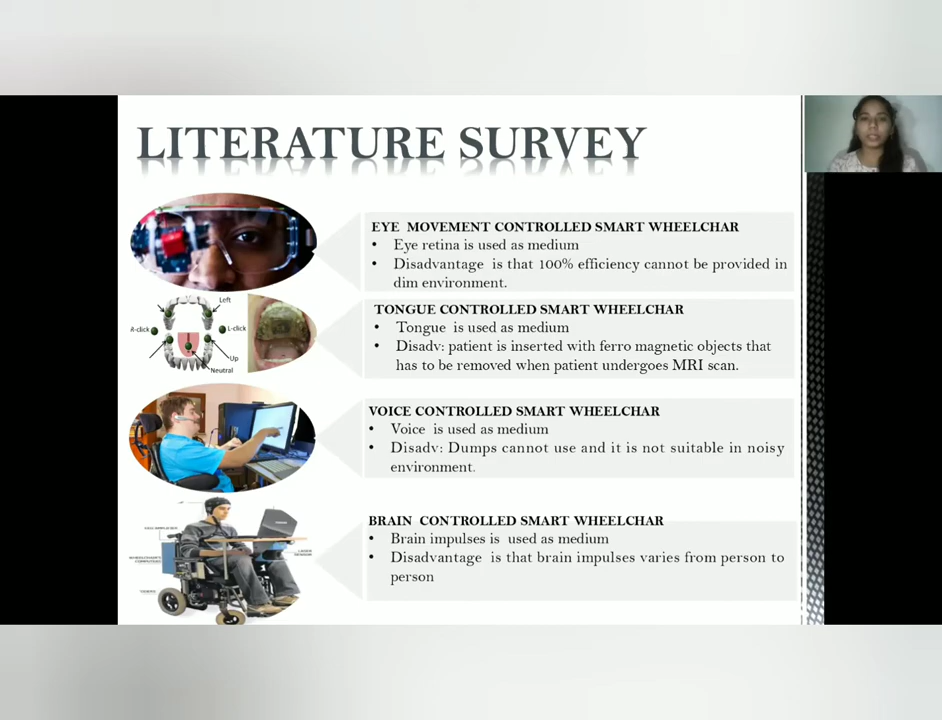 LITERATURE SURVEY
EYE MOVEMENT CONTROLLED SMART WHEELCHAR
• Eye retina is used as medium
• Disadvantage is that 100% efficiency cannot be provided in
dim environment.
Left
R-click
L-click
Up
Neutral
TONGUE CONTROLLED SMART WHEELCHAR
• Tongue is used as medium
• Disadv: patient is inserted with ferro magnetic objects that
has to be removed when patient undergoes MRI scan.
VOICE CONTROLLED SMART WHEELCHAR
• Voice is used as medium
• Disadv: Dumps cannot use and it is not suitable in noisy
environment.
BRAIN CONTROLLED SMART WHEELCHAR
• Brain impulses is used as medium
• Disadvantage is that brain impulses varies from person to
person